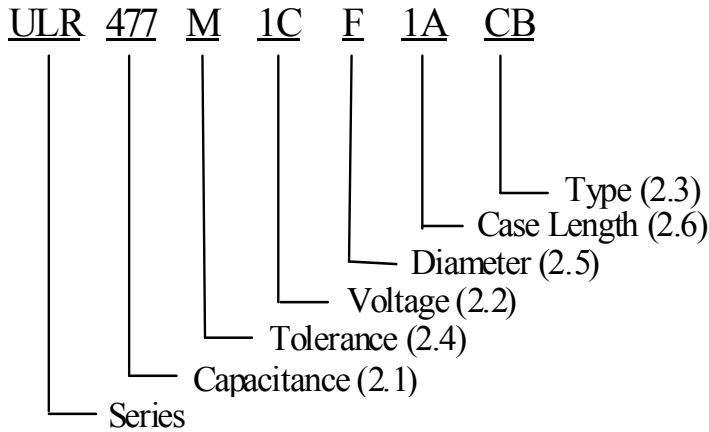 ULR 477 M 1C F 1A CB
Type (2.3)
Case Length (2.6)
Diameter (2.5)
Voltage (2.2)
Tolerance (2.4)
Capacitance (2.1)
Series